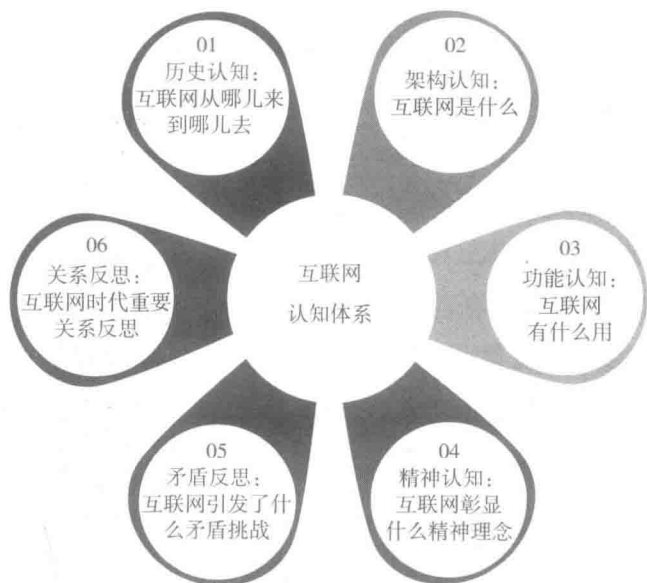 01
历史认知：
互联网从哪儿来
到哪儿去
02
架构认知：
互联网是什么
03
功能认知：
互联网
有什么用
04
精神认知：
互联网彰显
什么精神理念
05
矛盾反思：
互联网引发了什
么矛盾挑战
06
关系反思：
互联网时代重要
关系反思
互联网
认知体系